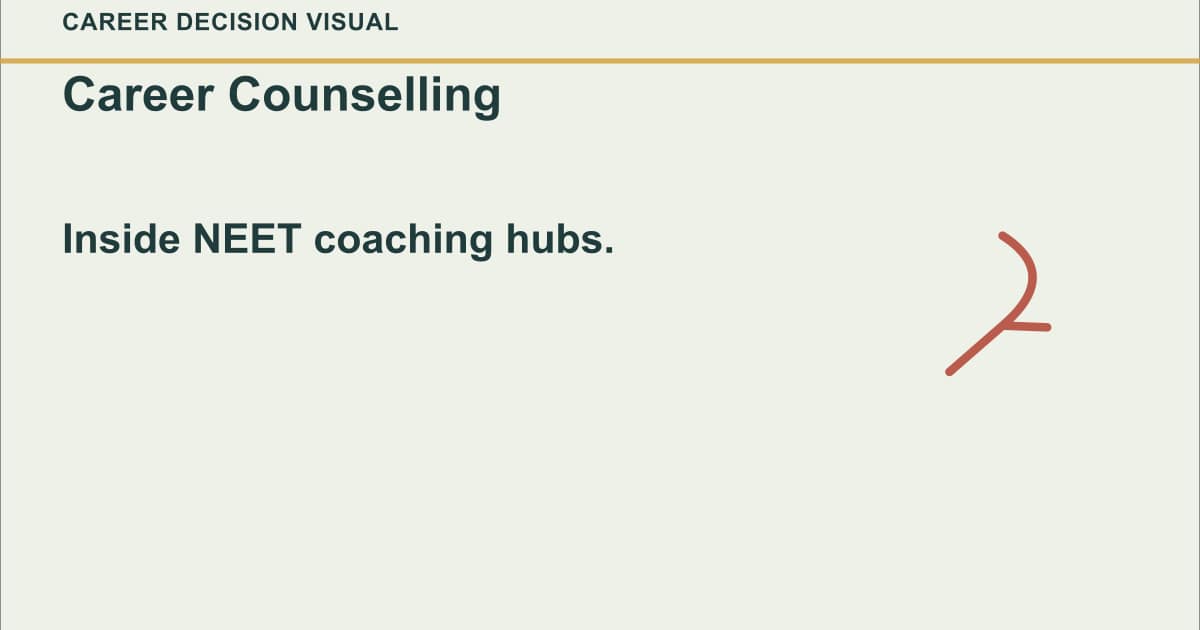 CAREER DECISION VISUAL
Career Counselling
Inside NEET coaching hubs.